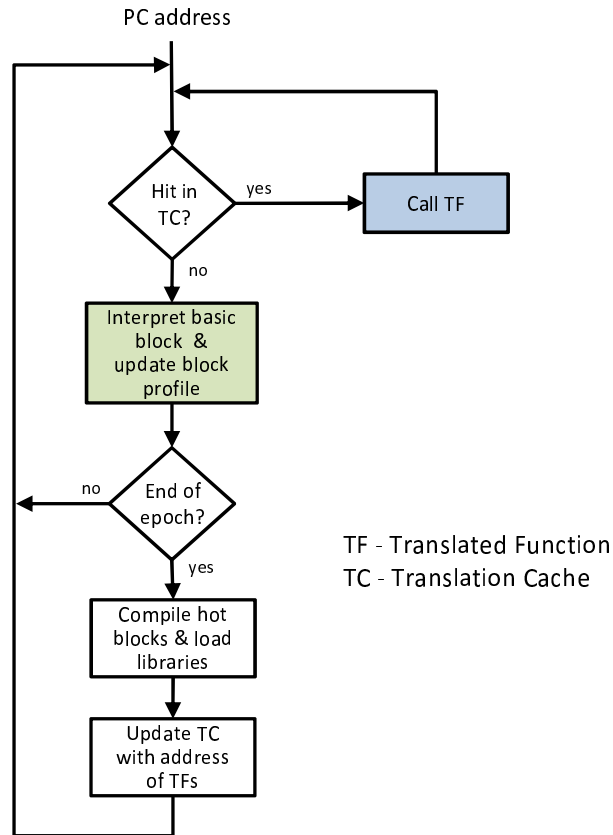 PC address
Hit in
TC?
yes
Call TF
no
Interpret basic
block &
update block
profile
no
End of
epoch?
yes
TF - Translated Function
TC - Translation Cache
Compile hot
blocks & load
libraries
Update TC
with address
of TFs